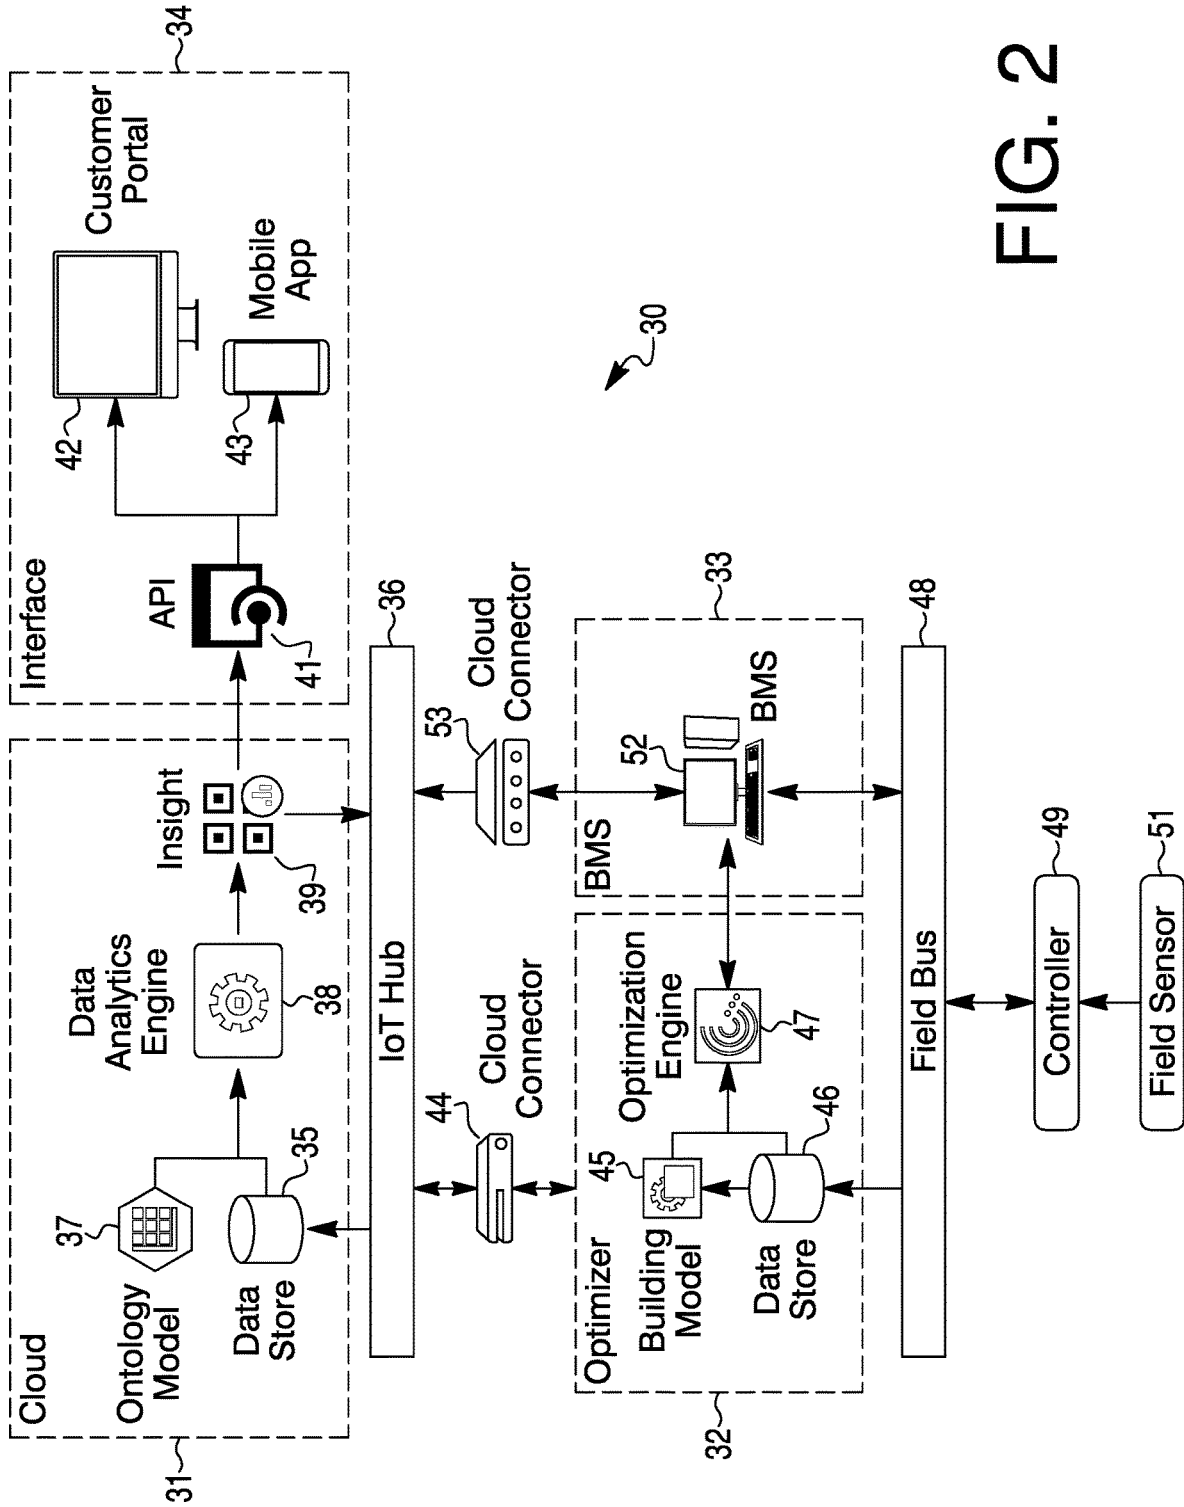 34
Customer
Portal
42
Mobile
App
43
Interface
API
41
Cloud
31
Insight
39
Data
Analytics
Engine
38
37
Ontology
Model
35
Data
Store
IoT Hub
36
44
Cloud
Connector
53
Cloud
Connector
30
Optimizer
32
45
Building
Model
46
Data
Store
Optimization
Engine
47
BMS
33
52
BMS
Field Bus
48
Controller
49
Field Sensor
51
FIG. 2